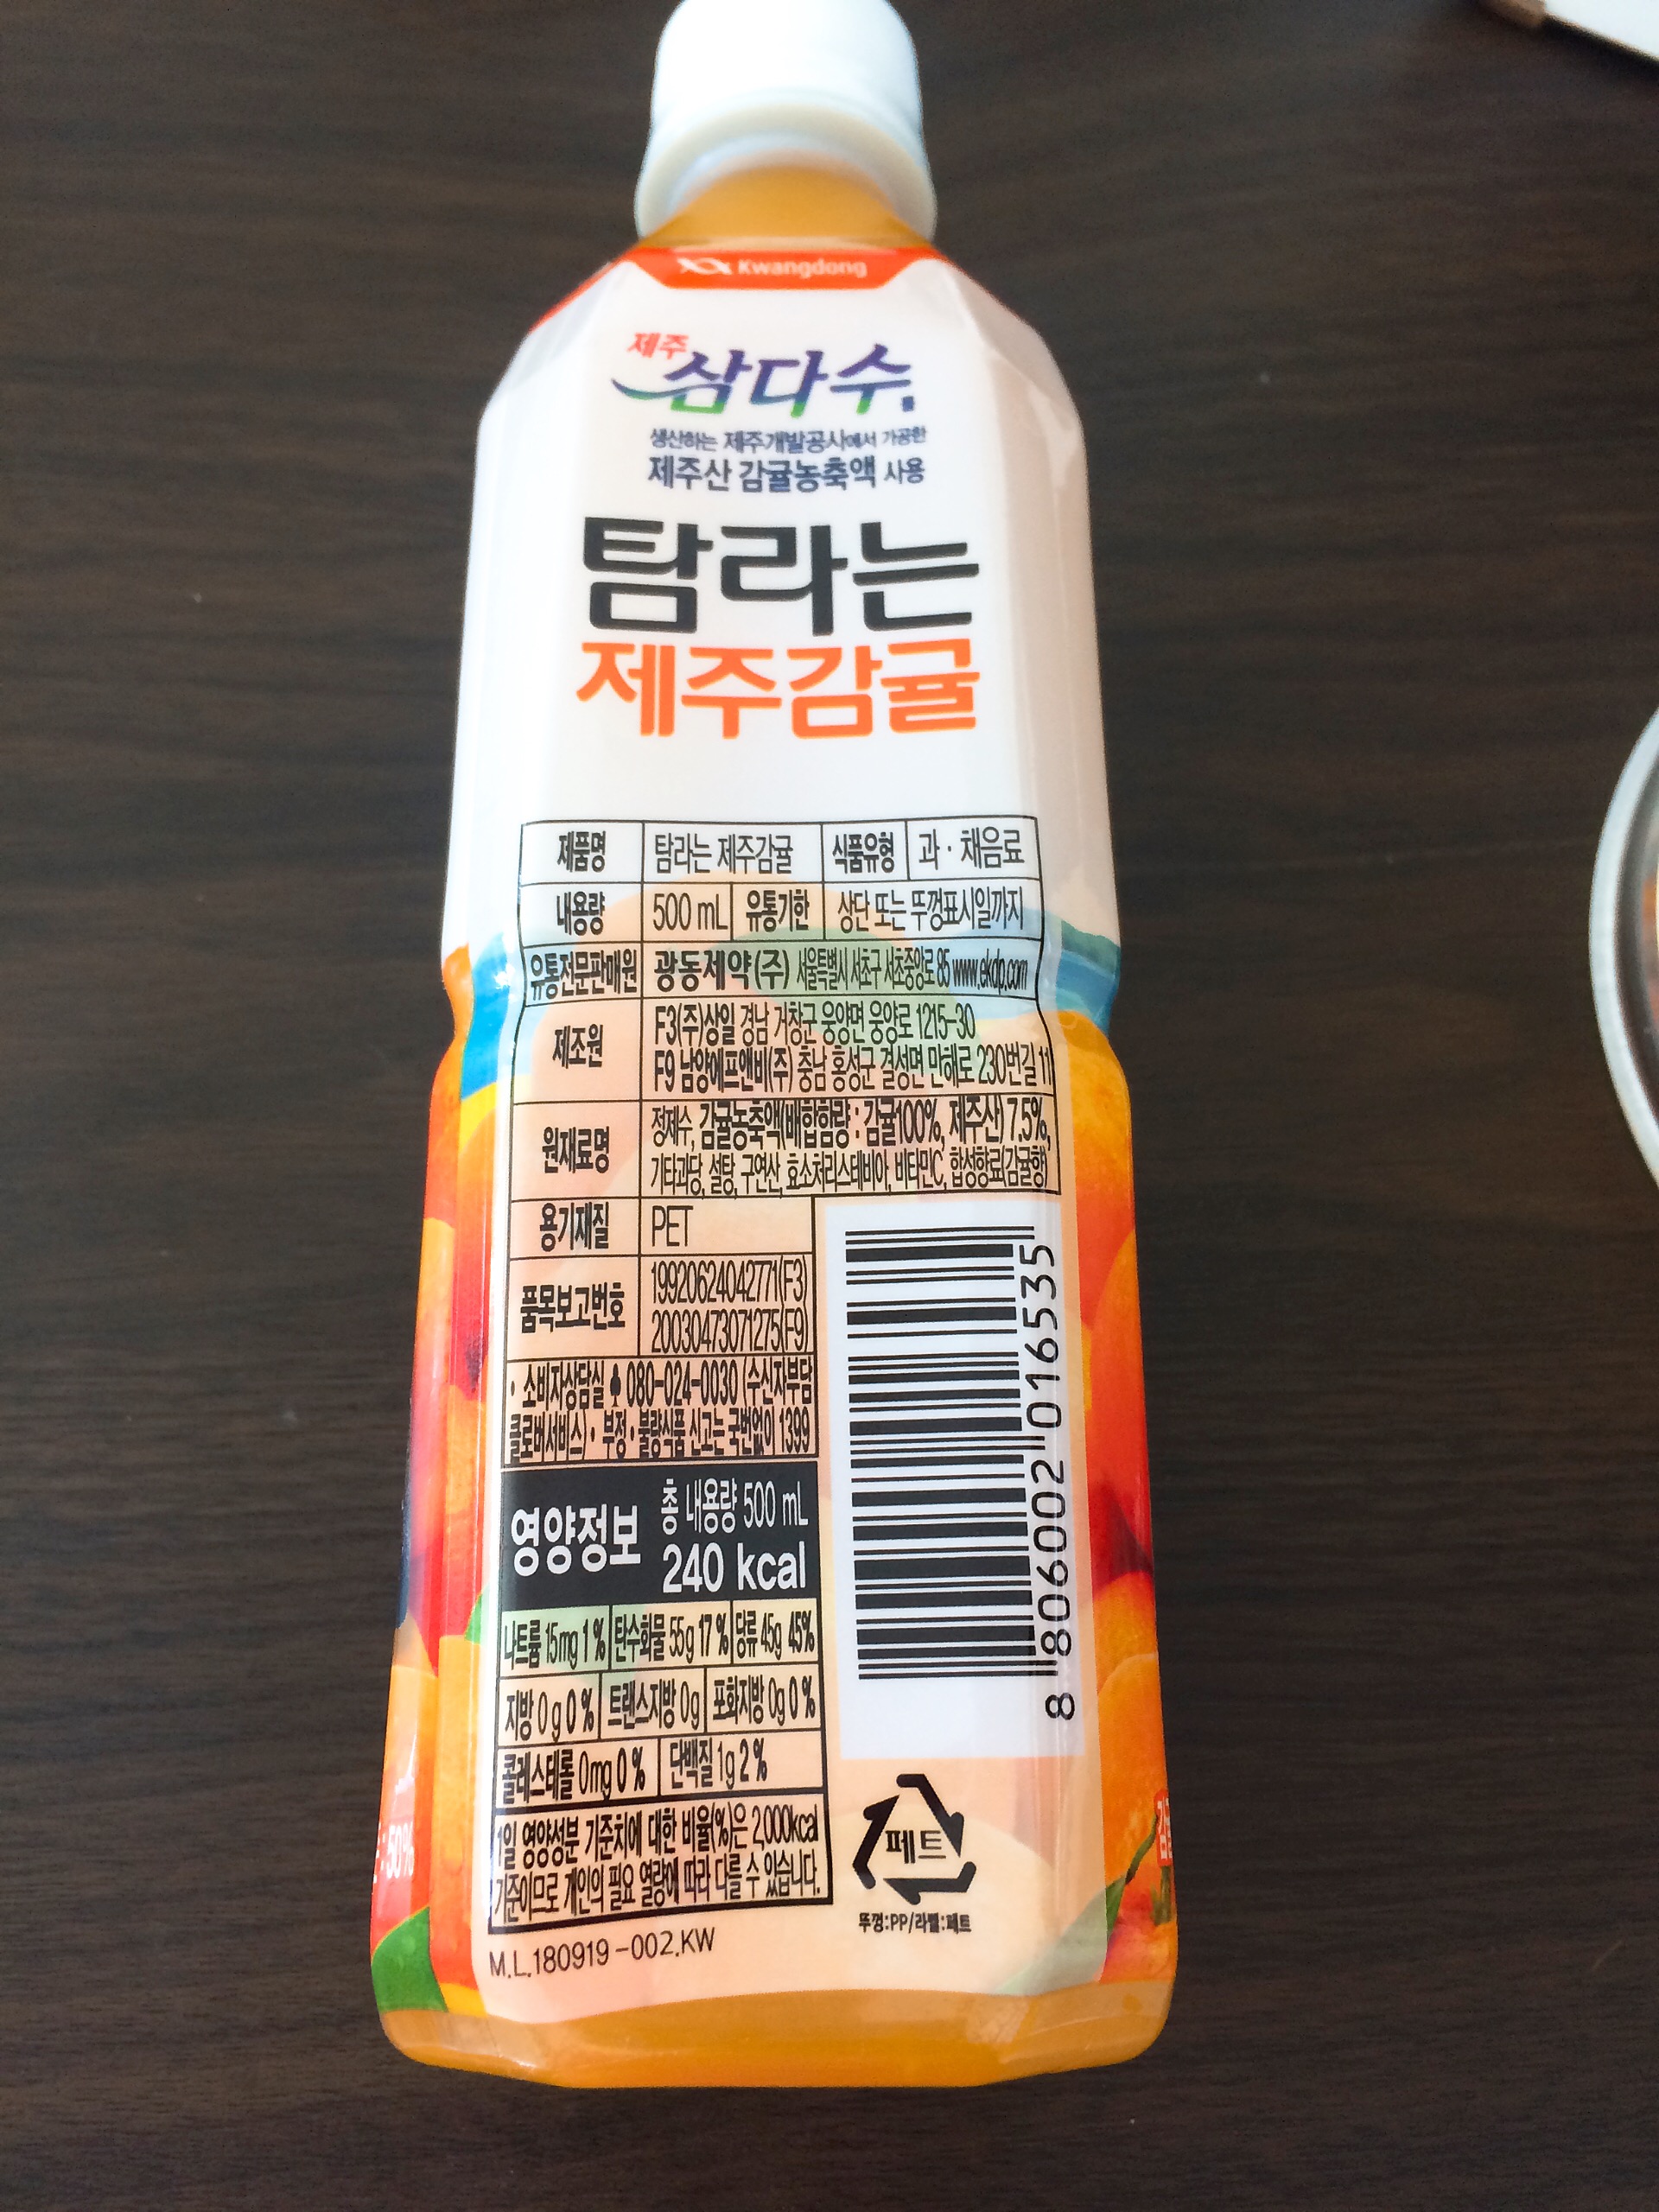 Kwangdong
제주
삼다수
생산하는 제주개발공사에서 가공한
제주산 감귤농축액 사용
탐라는
제주감귤
제품명 탐라는 제주감귤 식품유형 과·채음료
내용량 500 mL 유통기한 상단 또는 뚜껑표시일까지
유통전문판매원 광동제약(주) 서울특별시 서초구 서초중앙로 85 www.ekdp.com
제조원 F3(주)상일 경남 거창군 웅양면 웅양로 1215-30
F9 남양에프앤비(주) 충남 홍성군 결성면 만해로 230번길 11
원재료명 정제수, 감귤농축액(배합함량 : 감귤100%, 제주산) 7.5%,
기타과당, 설탕, 구연산, 효소처리스테비아, 비타민C, 합성향료(감귤향)
용기재질 PET
품목보고번호 19920624042771(F3)
20030473071275(F9)
• 소비자상담실 080-024-0030 (수신자부담
클로버서비스) • 부정•불량식품 신고는 국번없이 1399
영양정보 총 내용량 500 mL
240 kcal
나트륨 15mg 1 % 탄수화물 55g 17 % 당류 45g 45%
지방 0 g 0 % 트랜스지방 0g 포화지방 0g 0 %
콜레스테롤 0mg 0 % 단백질 1g 2 %
1일 영양성분 기준치에 대한 비율(%)은 2,000kcal
기준이므로 개인의 필요 열량에 따라 다를 수 있습니다.
M.L.180919-002.KW
8 806002 016535
페트
뚜껑:PP/라벨:페트
50%